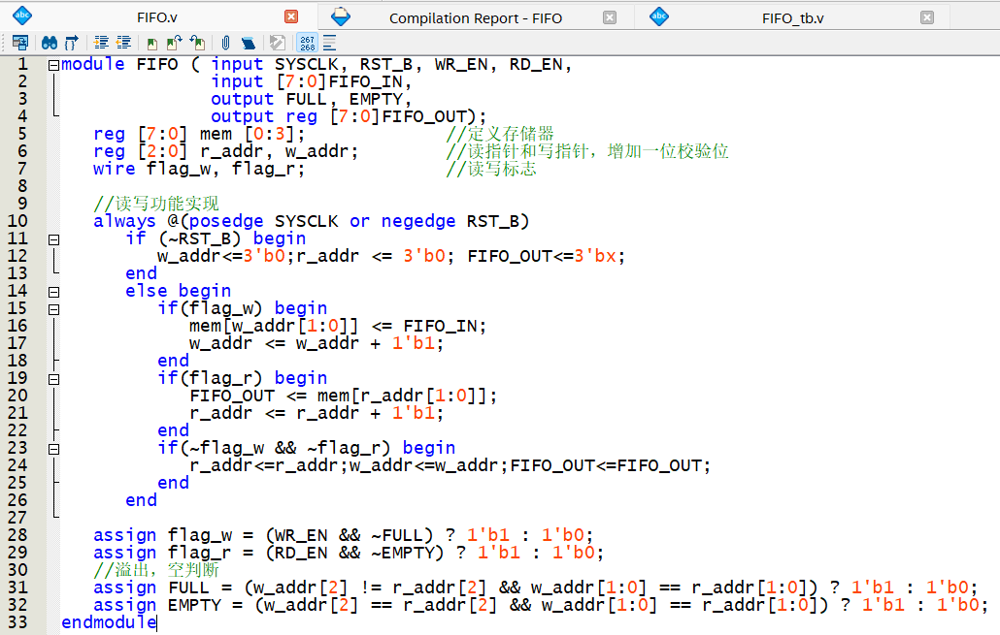 FIFO.v Compilation Report - FIFO FIFO_tb.v
267
268
1 module FIFO ( input SYSCLK, RST_B, WR_EN, RD_EN,
2 input [7:0]FIFO_IN,
3 output FULL, EMPTY,
4 output reg [7:0]FIFO_OUT);
5 reg [7:0] mem [0:3]; //定义存储器
6 reg [2:0] r_addr, w_addr; //读指针和写指针，增加一位校验位
7 wire flag_w, flag_r; //读写标志
8
9 //读写功能实现
10 always @(posedge SYSCLK or negedge RST_B)
11 if (~RST_B) begin
12 w_addr<=3'b0;r_addr <= 3'b0; FIFO_OUT<=3'bx;
13 end
14 else begin
15 if(flag_w) begin
16 mem[w_addr[1:0]] <= FIFO_IN;
17 w_addr <= w_addr + 1'b1;
18 end
19 if(flag_r) begin
20 FIFO_OUT <= mem[r_addr[1:0]];
21 r_addr <= r_addr + 1'b1;
22 end
23 if(~flag_w && ~flag_r) begin
24 r_addr<=r_addr;w_addr<=w_addr;FIFO_OUT<=FIFO_OUT;
25 end
26 end
27
28 assign flag_w = (WR_EN && ~FULL) ? 1'b1 : 1'b0;
29 assign flag_r = (RD_EN && ~EMPTY) ? 1'b1 : 1'b0;
30 //溢出，空判断
31 assign FULL = (w_addr[2] != r_addr[2] && w_addr[1:0] == r_addr[1:0]) ? 1'b1 : 1'b0;
32 assign EMPTY = (w_addr[2] == r_addr[2] && w_addr[1:0] == r_addr[1:0]) ? 1'b1 : 1'b0;
33 endmodule